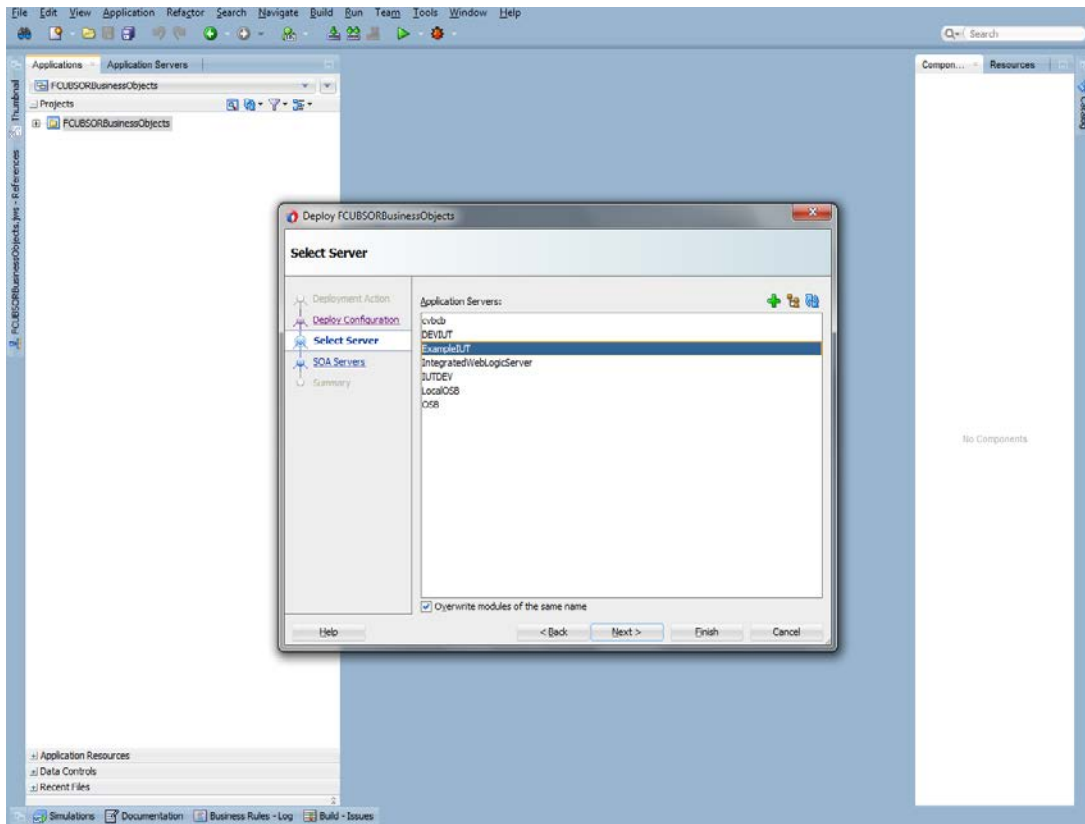 File Edit View Application Refactor Search Navigate Build Run Team Tools Window Help
Search
Applications Application Servers
Compon... Resources
FCUBSORBusinessObjects
Projects
FCUBSORBusinessObjects
Thumbnail
FCUBSORBusinessObjects.jws - References
Catalog
Deploy FCUBSORBusinessObjects
Select Server
Deployment Action
Deploy Configuration
Select Server
SOA Servers
Summary
Application Servers:
cvbcb
DEVIUT
ExampleIUT
IntegratedWebLogicServer
IUTDEV
LocalOSB
OSB
Overwrite modules of the same name
Help < Back Next > Finish Cancel
No Components
Application Resources
Data Controls
Recent Files
Simulations Documentation Business Rules - Log Build - Issues